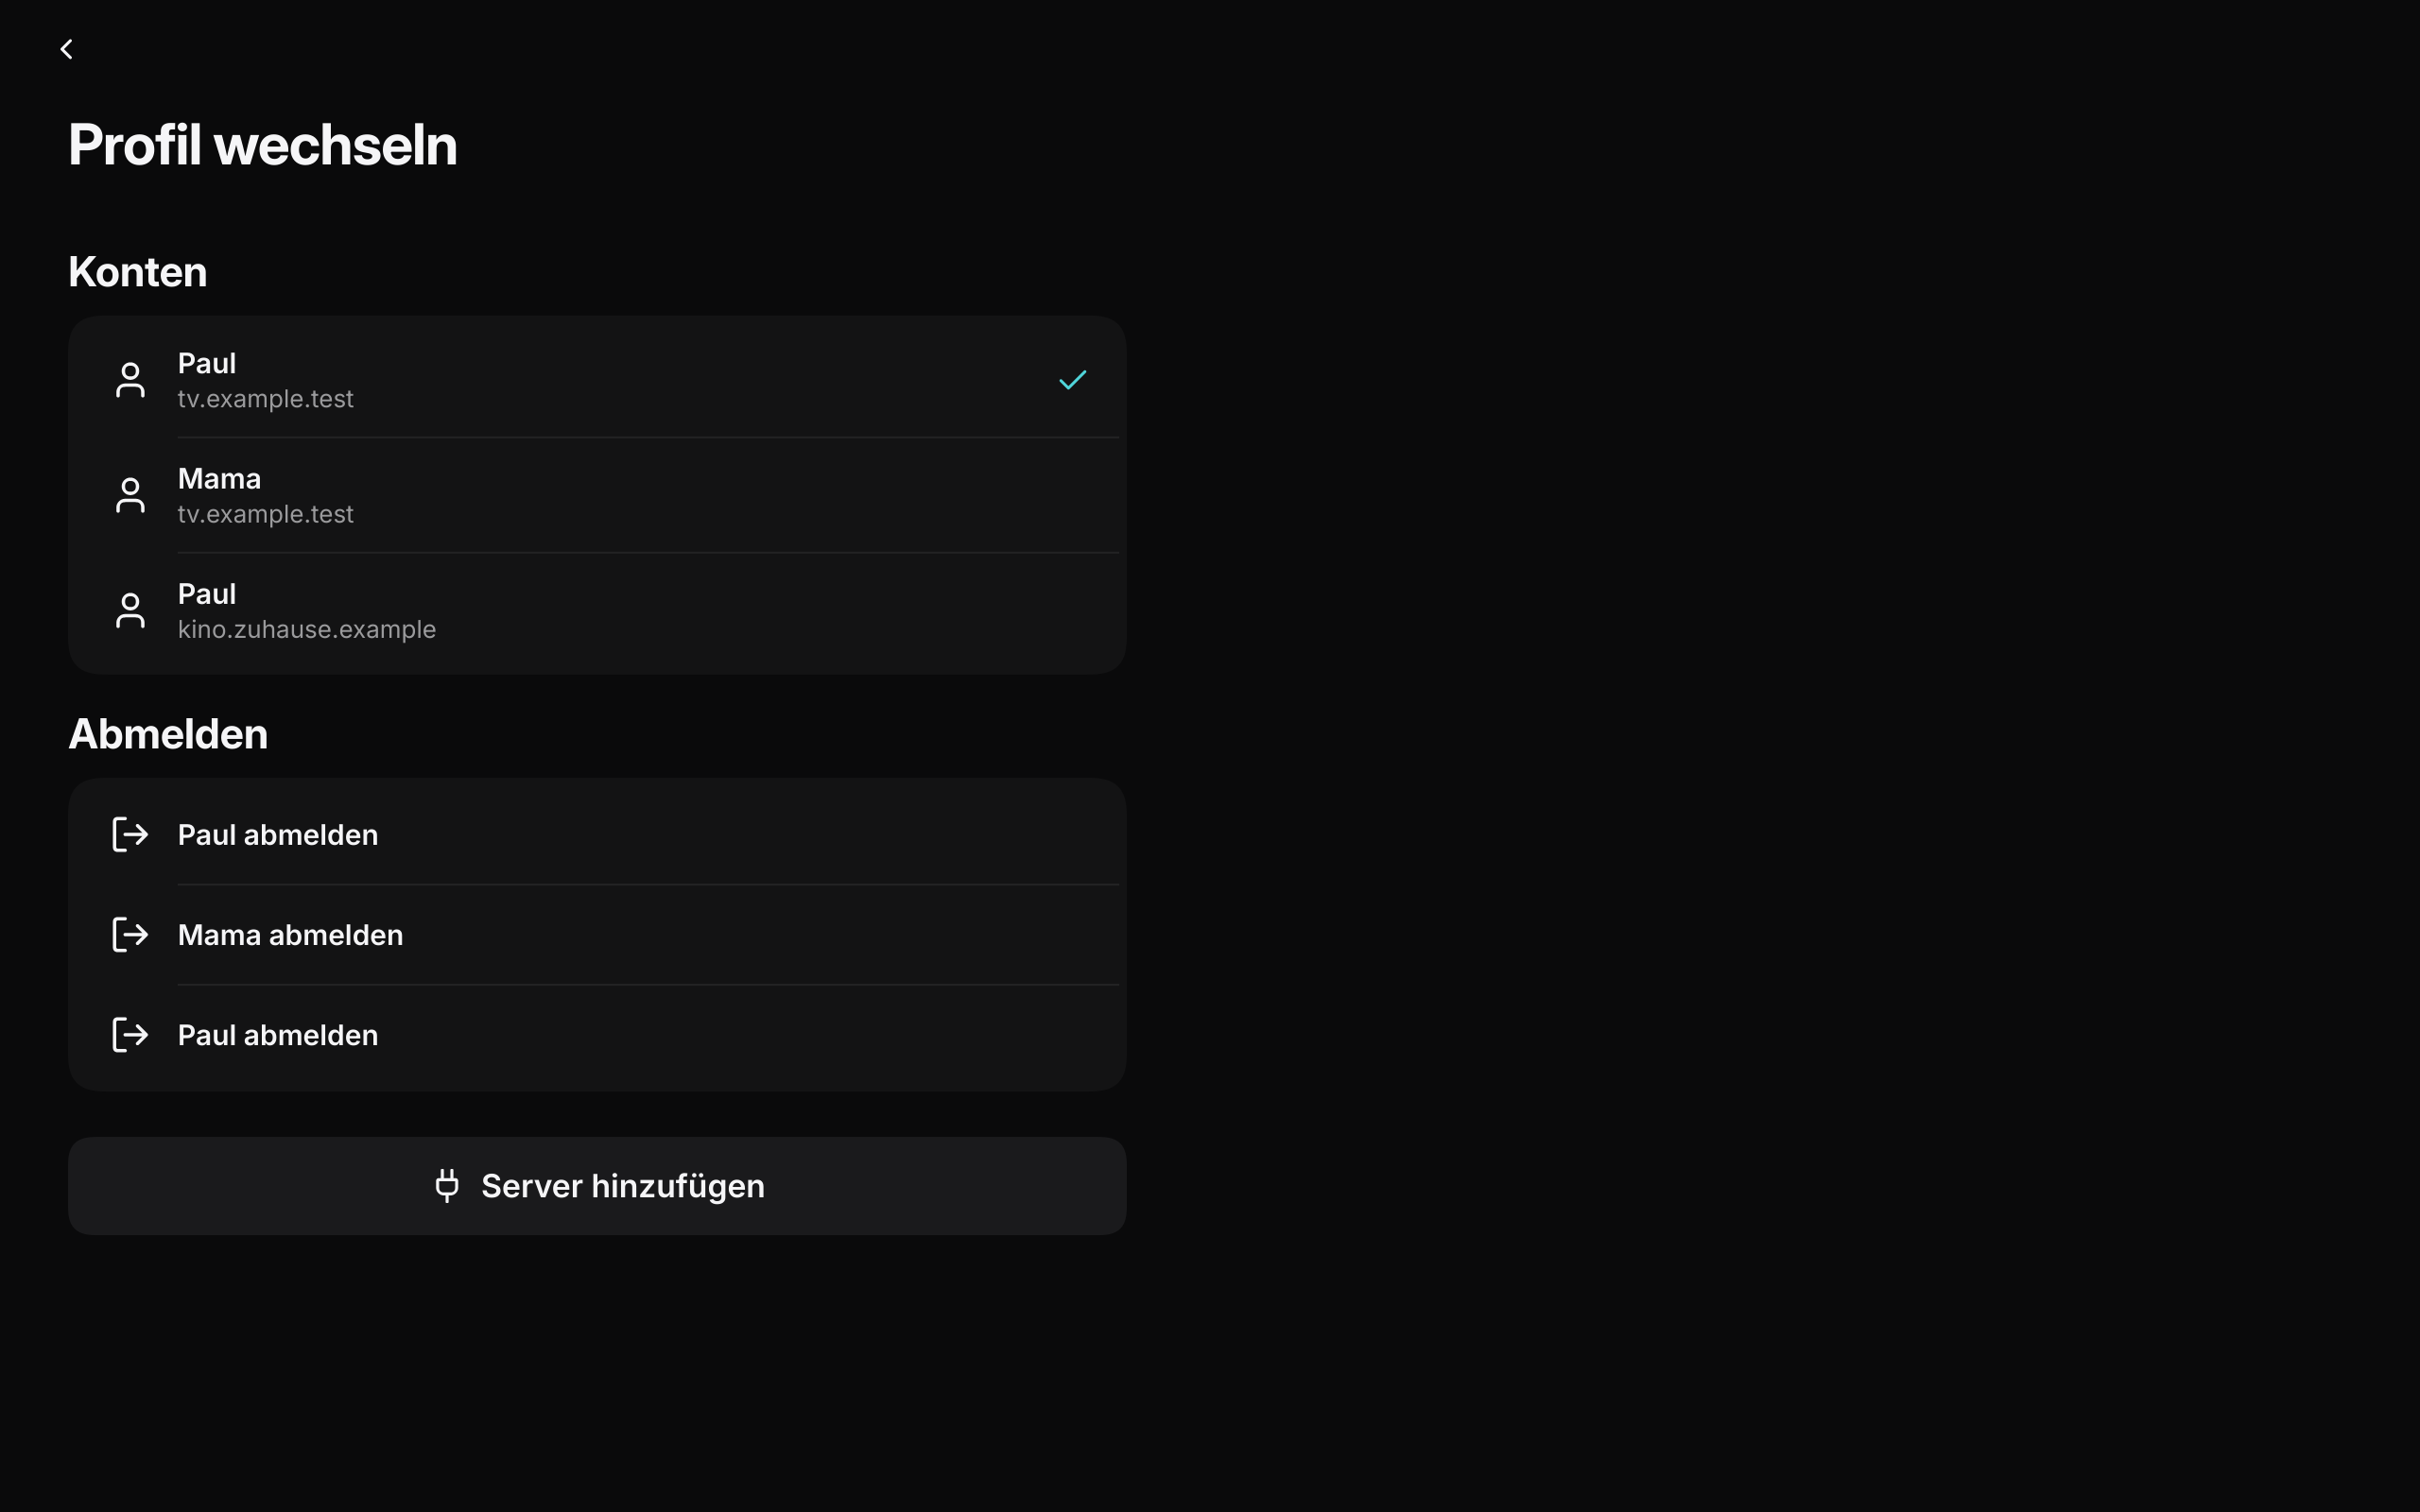 Profil wechseln
Konten
Paul
tv.example.test
Mama
tv.example.test
Paul
kino.zuhause.example
Abmelden
Paul abmelden
Mama abmelden
Paul abmelden
Server hinzufügen